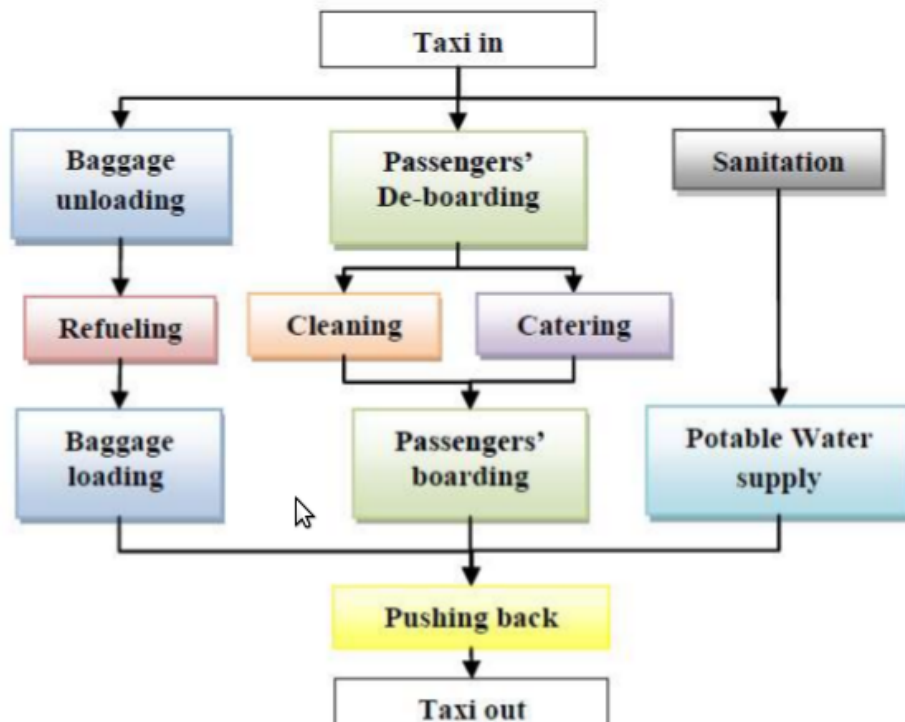 Taxi in
Baggage
unloading
Passengers’
De-boarding
Sanitation
Refueling
Cleaning
Catering
Baggage
loading
Passengers’
boarding
Potable Water
supply
Pushing back
Taxi out